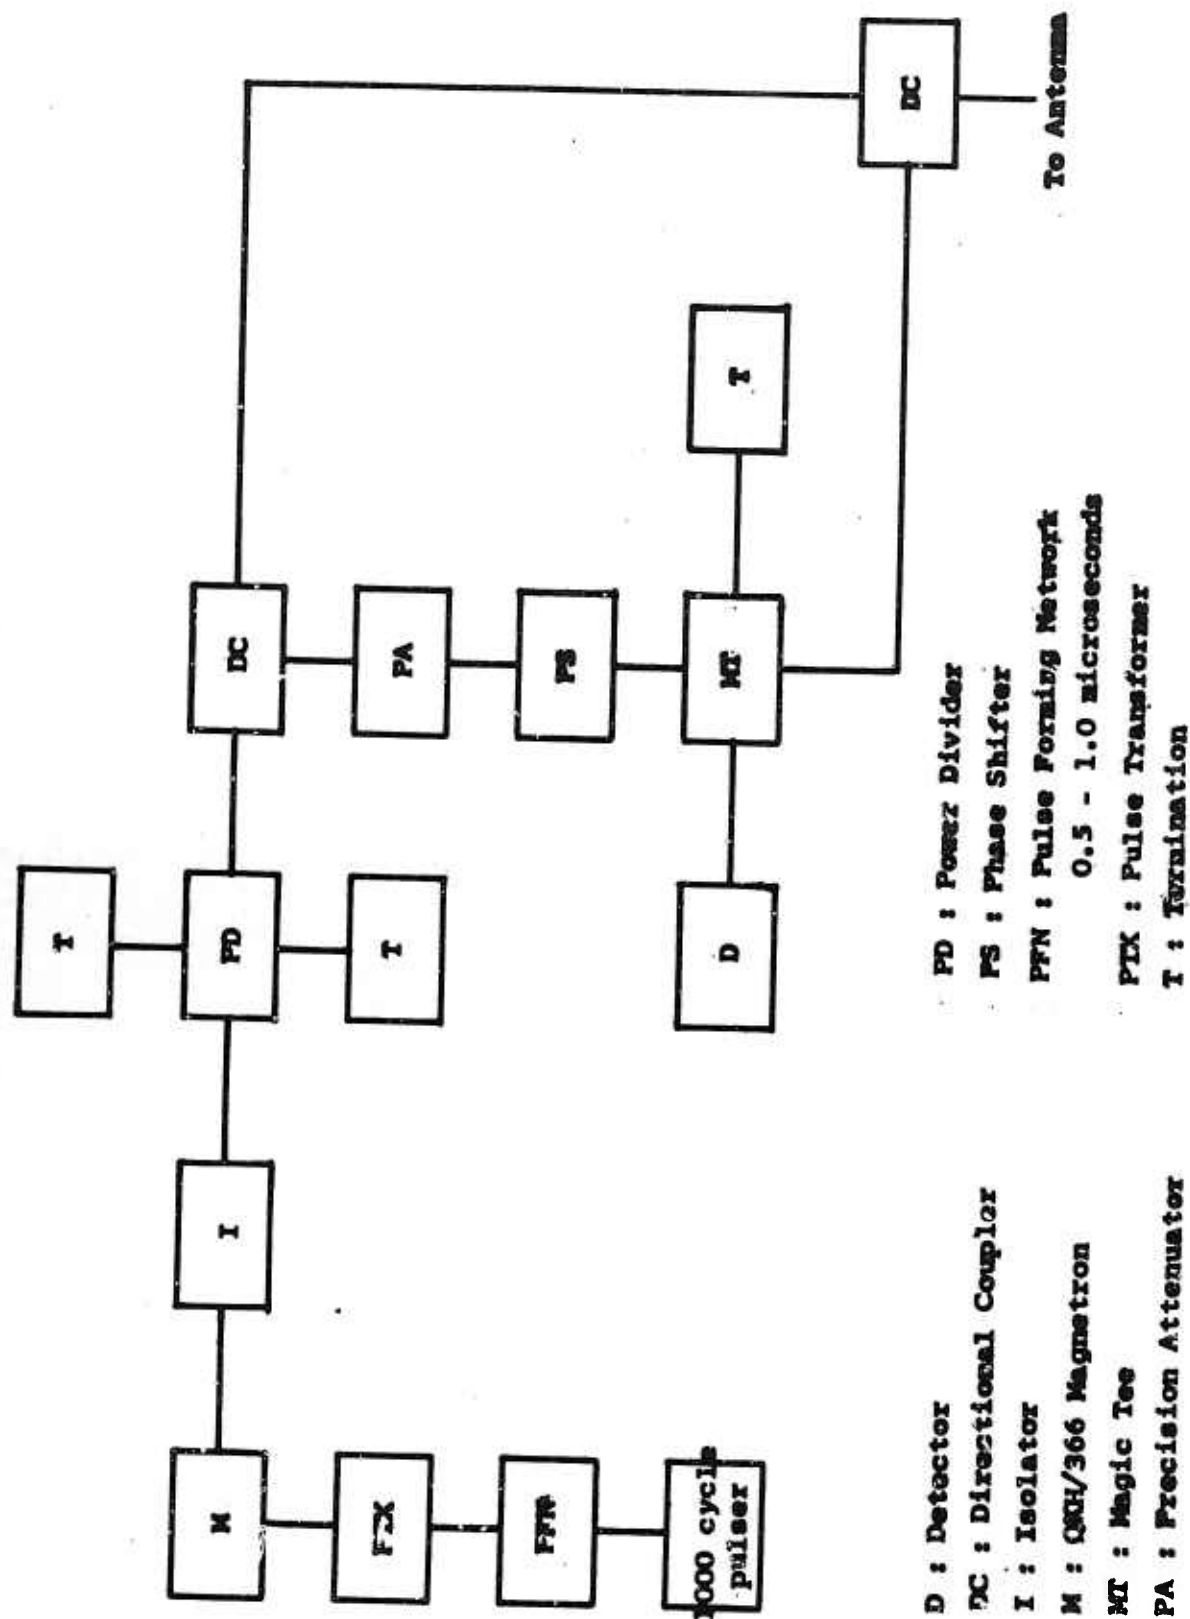 T
M
I
PD
DC
DC
PTX
T
PA
PFN
PS
1000 cycle
pulser
D
MT
T
To Antenna
D : Detector
DC : Directional Coupler
I : Isolator
M : QKH/366 Magnetron
MT : Magic Tee
PA : Precision Attenuator
PD : Power Divider
PS : Phase Shifter
PFN : Pulse Forming Network
0.5 - 1.0 microseconds
PTX : Pulse Transformer
T : Termination